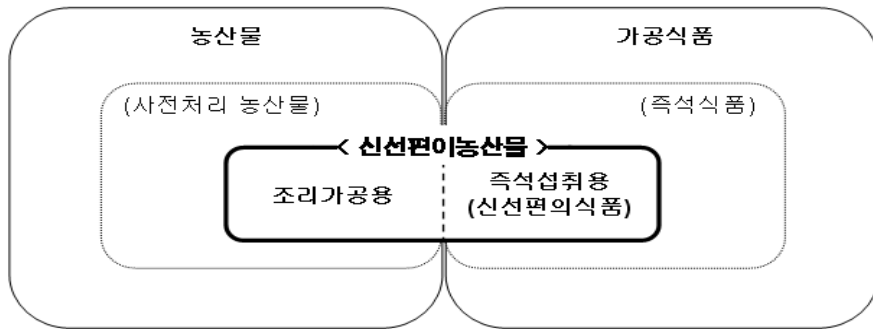 농산물
가공식품
(사전처리 농산물)
(즉석식품)
< 신선편이농산물 >
조리가공용
즉석섭취용
(신선편의식품)